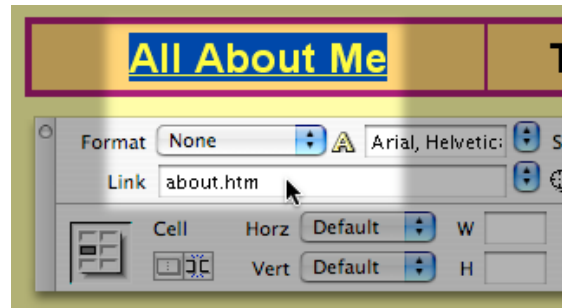 All About Me T
Format None A Arial, Helvetic: S
Link about.htm
Cell Horz Default W
Vert Default H